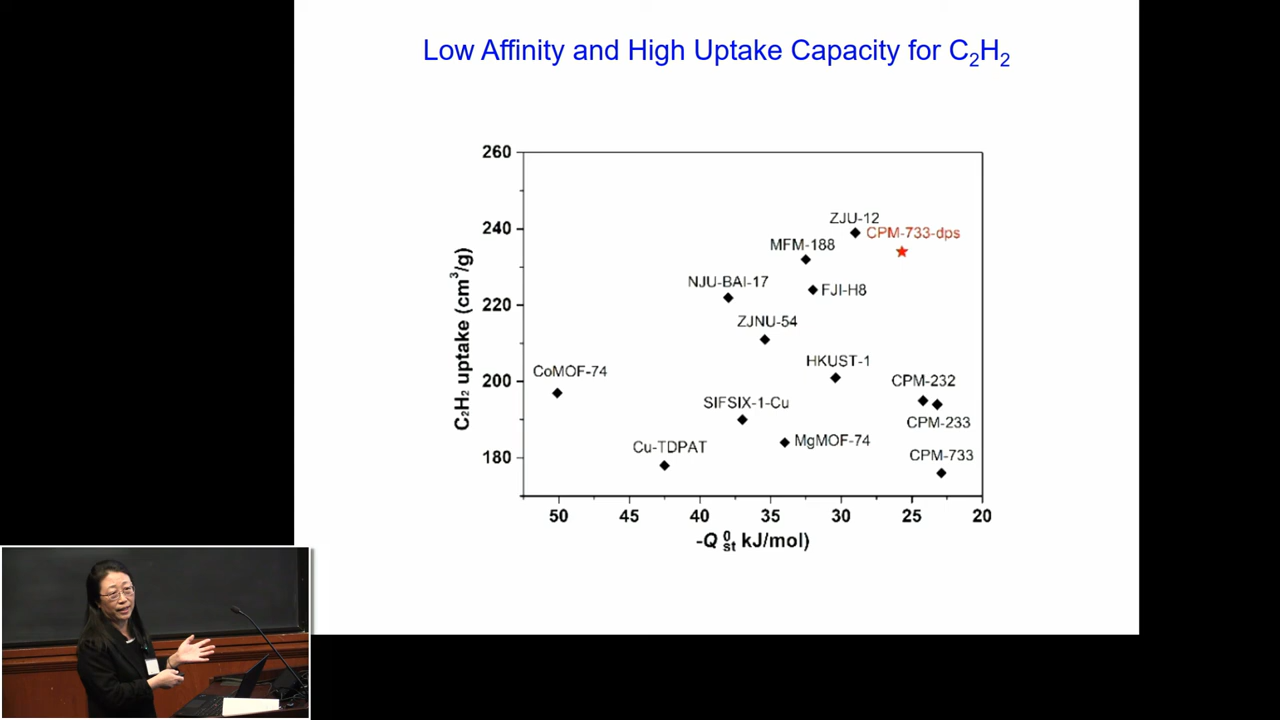 Low Affinity and High Uptake Capacity for C₂H₂
260
240
220
200
180
C₂H₂ uptake (cm³/g)
ZJU-12
CPM-733-dps
MFM-188
NJU-BAI-17
FJI-H8
ZJNU-54
HKUST-1
CoMOF-74
CPM-232
SIFSIX-1-Cu
CPM-233
Cu-TDPAT
MgMOF-74
CPM-733
50 45 40 35 30 25 20
-Q⁰st kJ/mol)